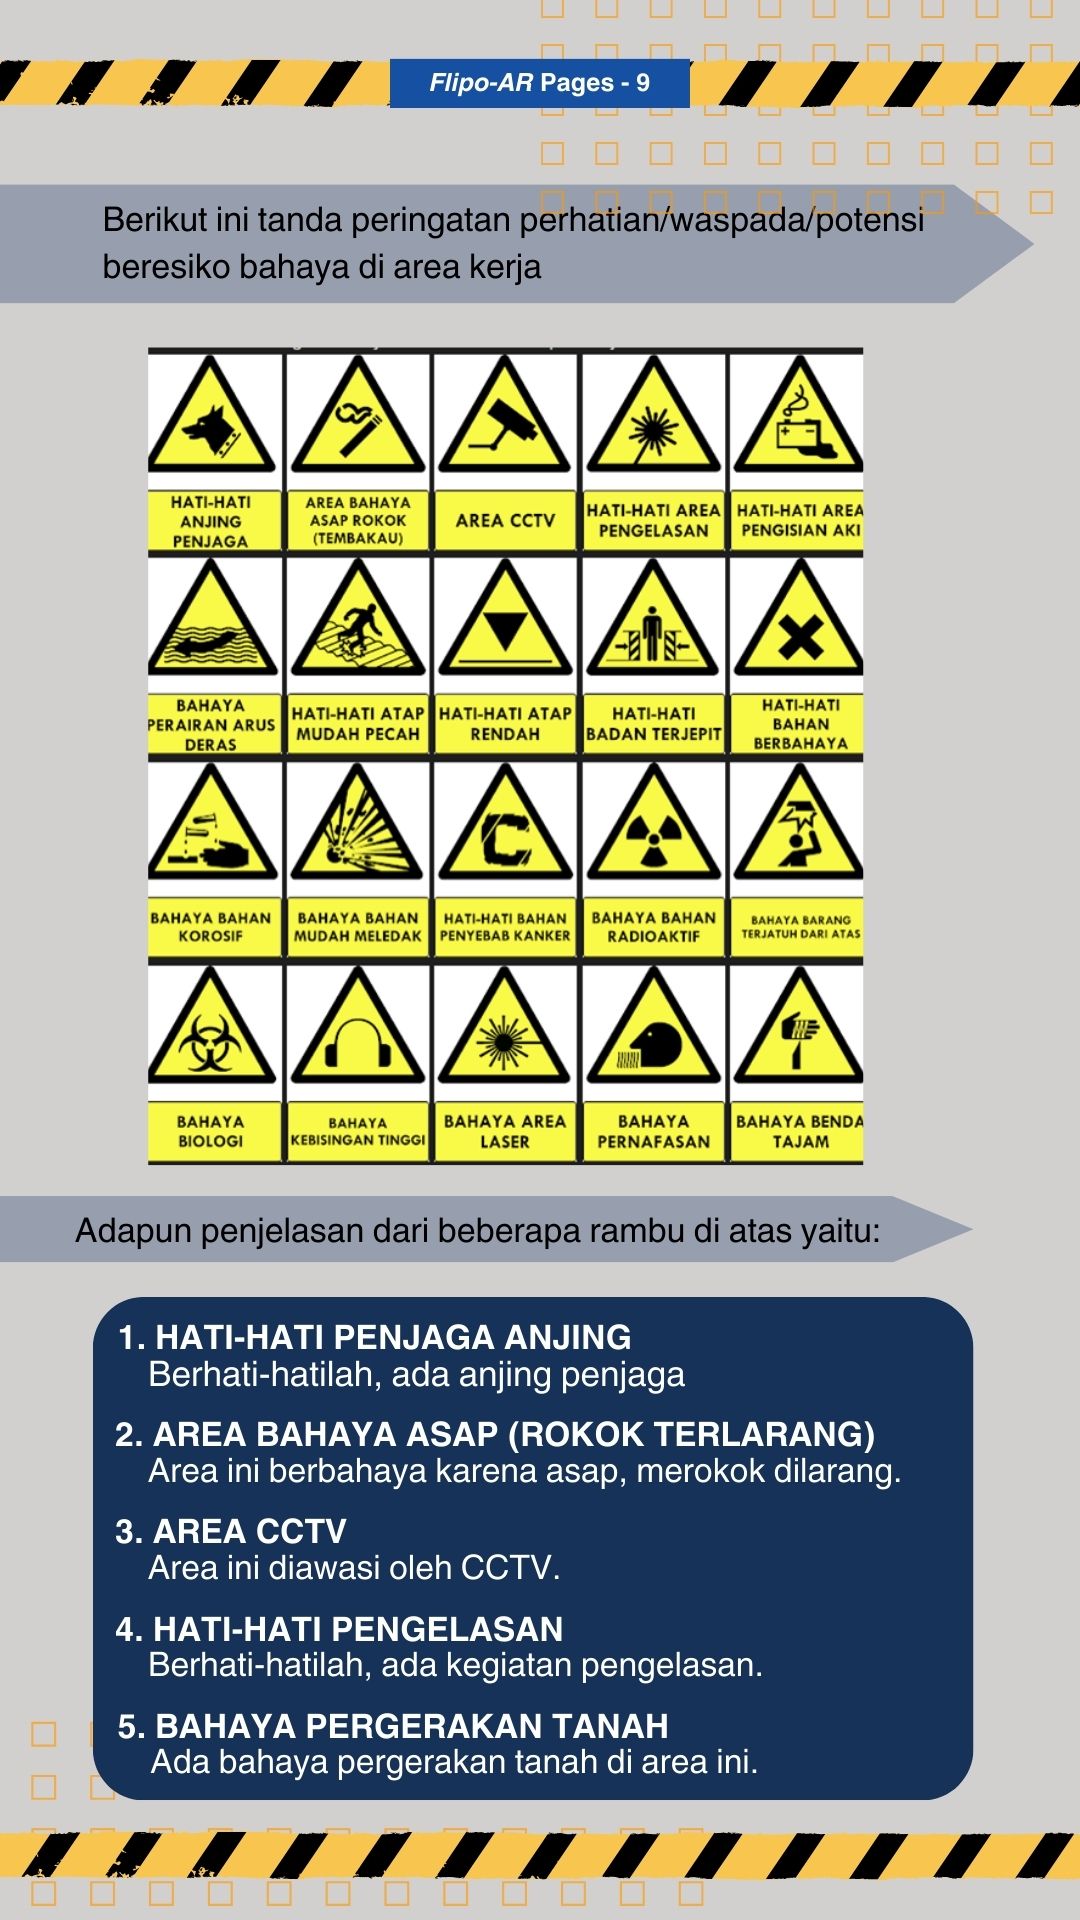 Flipo-AR Pages - 9
Berikut ini tanda peringatan perhatian/waspada/potensi
beresiko bahaya di area kerja
HATI-HATI
ANJING
PENJAGA
AREA BAHAYA
ASAP ROKOK
(TEMBAKAU)
AREA CCTV
HATI-HATI AREA
PENGELASAN
HATI-HATI AREA
PENGISIAN AKI
BAHAYA
PERAIRAN ARUS
DERAS
HATI-HATI ATAP
MUDAH PECAH
HATI-HATI ATAP
RENDAH
HATI-HATI
BADAN TERJEPIT
HATI-HATI
BAHAN
BERBAHAYA
BAHAYA BAHAN
KOROSIF
BAHAYA BAHAN
MUDAH MELEDAK
C
HATI-HATI BAHAN
PENYEBAB KANKER
BAHAYA BAHAN
RADIOAKTIF
BAHAYA BARANG
TERJATUH DARI ATAS
BAHAYA
BIOLOGI
BAHAYA
KEBISINGAN TINGGI
BAHAYA AREA
LASER
BAHAYA
PERNAFASAN
BAHAYA BENDA
TAJAM
Adapun penjelasan dari beberapa rambu di atas yaitu:
1. HATI-HATI PENJAGA ANJING
Berhati-hatilah, ada anjing penjaga
2. AREA BAHAYA ASAP (ROKOK TERLARANG)
Area ini berbahaya karena asap, merokok dilarang.
3. AREA CCTV
Area ini diawasi oleh CCTV.
4. HATI-HATI PENGELASAN
Berhati-hatilah, ada kegiatan pengelasan.
5. BAHAYA PERGERAKAN TANAH
Ada bahaya pergerakan tanah di area ini.